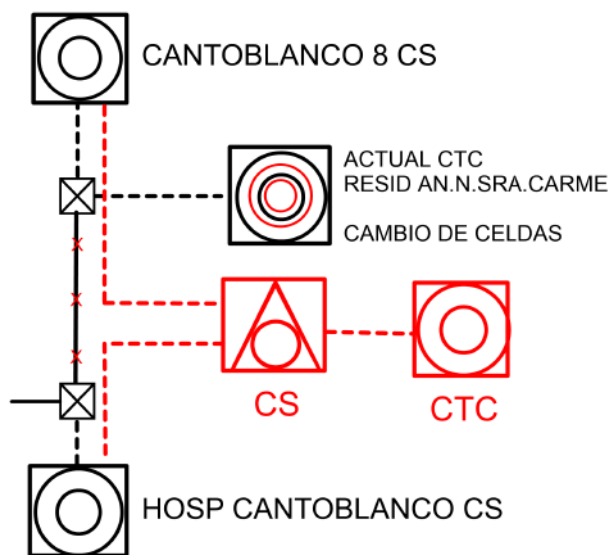 CANTOBLANCO 8 CS
ACTUAL CTC
RESID AN.N.SRA.CARME
CAMBIO DE CELDAS
CS
CTC
HOSP CANTOBLANCO CS